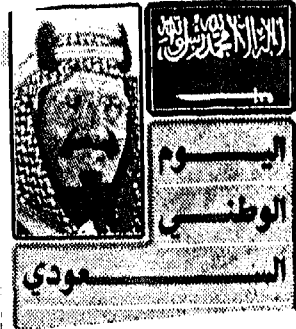 لا إله إلا الله محمد رسول الله
اليوم
الوطني
السعودي